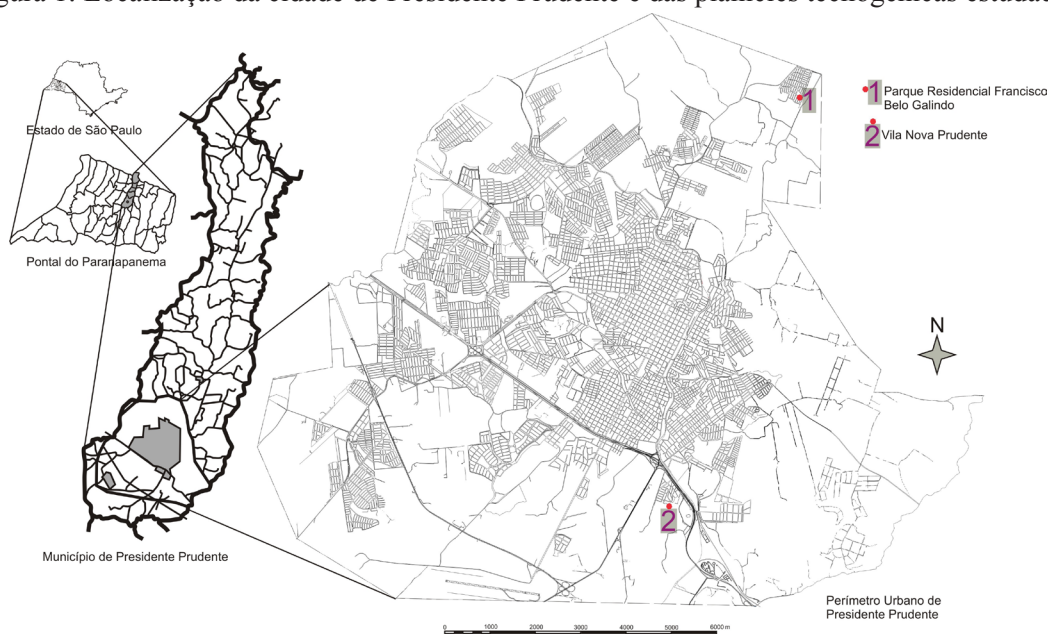 Figura 1: Localização da cidade de Presidente Prudente e das planícies tecnogênicas estudadas
Estado de São Paulo
Pontal do Paranapanema
Município de Presidente Prudente
1
2
1 Parque Residencial Francisco
Belo Galindo
2 Vila Nova Prudente
N
Perímetro Urbano de
Presidente Prudente
0 1000 2000 3000 4000 5000 6000 m